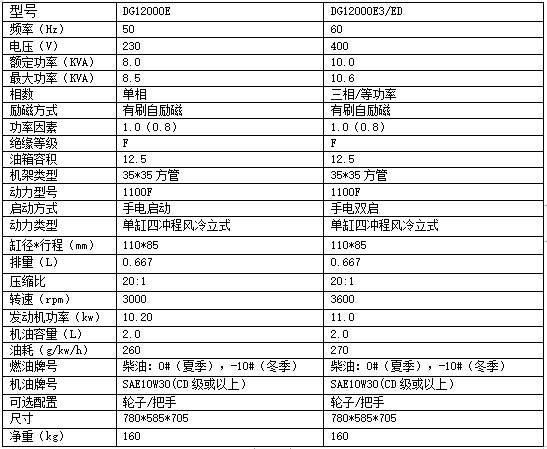 型号 DG12000E DG12000E3/ED
频率（Hz） 50 60
电压（V） 230 400
额定功率（KVA） 8.0 10.0
最大功率（KVA） 8.5 10.6
相数 单相 三相/等功率
励磁方式 有刷自励磁 有刷自励磁
功率因素 1.0（0.8） 1.0（0.8）
绝缘等级 F F
油箱容积 12.5 12.5
机架类型 35*35方管 35*35方管
动力型号 1100F 1100F
启动方式 手电启动 手电双启
动力类型 单缸四冲程风冷立式 单缸四冲程风冷立式
缸径*行程（mm） 110*85 110*85
排量（L） 0.667 0.667
压缩比 20:1 20:1
转速（rpm） 3000 3600
发动机功率（kw） 10.20 11.0
机油容量（L） 2.0 2.0
油耗（g/kw/h） 260 270
燃油牌号 柴油：0#（夏季），-10#（冬季） 柴油：0#（夏季），-10#（冬季）
机油牌号 SAE10W30(CD级或以上) SAE10W30(CD级或以上)
可选配置 轮子/把手 轮子/把手
尺寸 780*585*705 780*585*705
净重（kg） 160 160